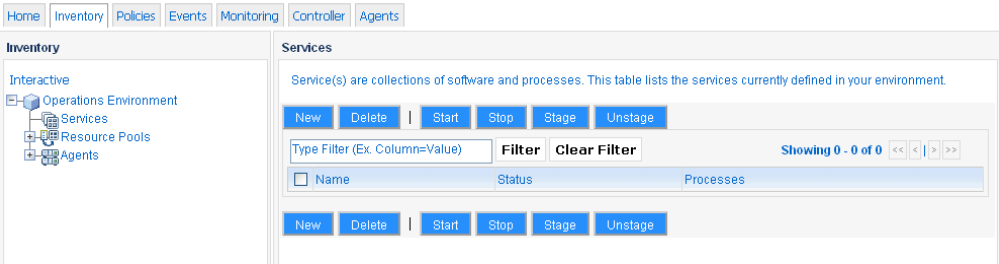 Home Inventory Policies Events Monitoring Controller Agents
Inventory
Interactive
Operations Environment
Services
Resource Pools
Agents
Services
Service(s) are collections of software and processes. This table lists the services currently defined in your environment.
New Delete | Start Stop Stage Unstage
Type Filter (Ex. Column=Value) Filter Clear Filter Showing 0 - 0 of 0 << < | > >>
Name Status Processes
New Delete | Start Stop Stage Unstage